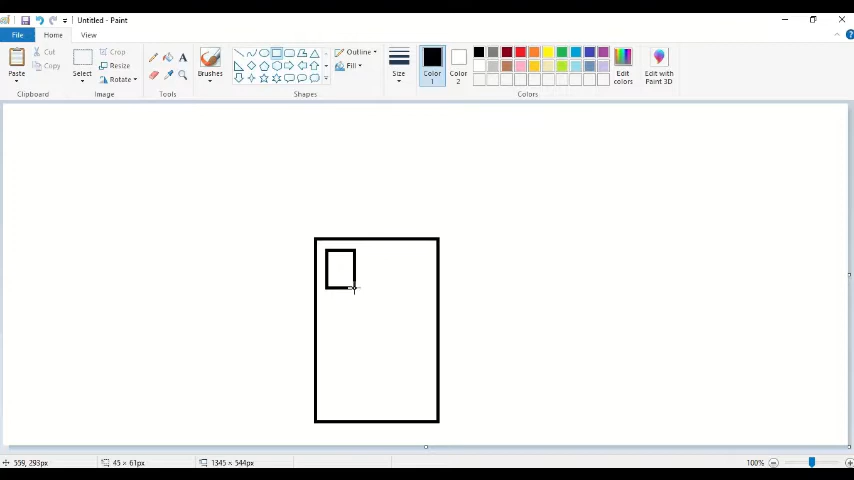 Untitled - Paint
File Home View
Paste
Cut
Copy
Clipboard
Select
Crop
Resize
Rotate
Image
A
Tools
Brushes
Shapes
Outline
Fill
Size
Color 1
Color 2
Edit colors
Colors
Edit with Paint 3D
559, 293px
45 × 61px
1345 × 544px
100%